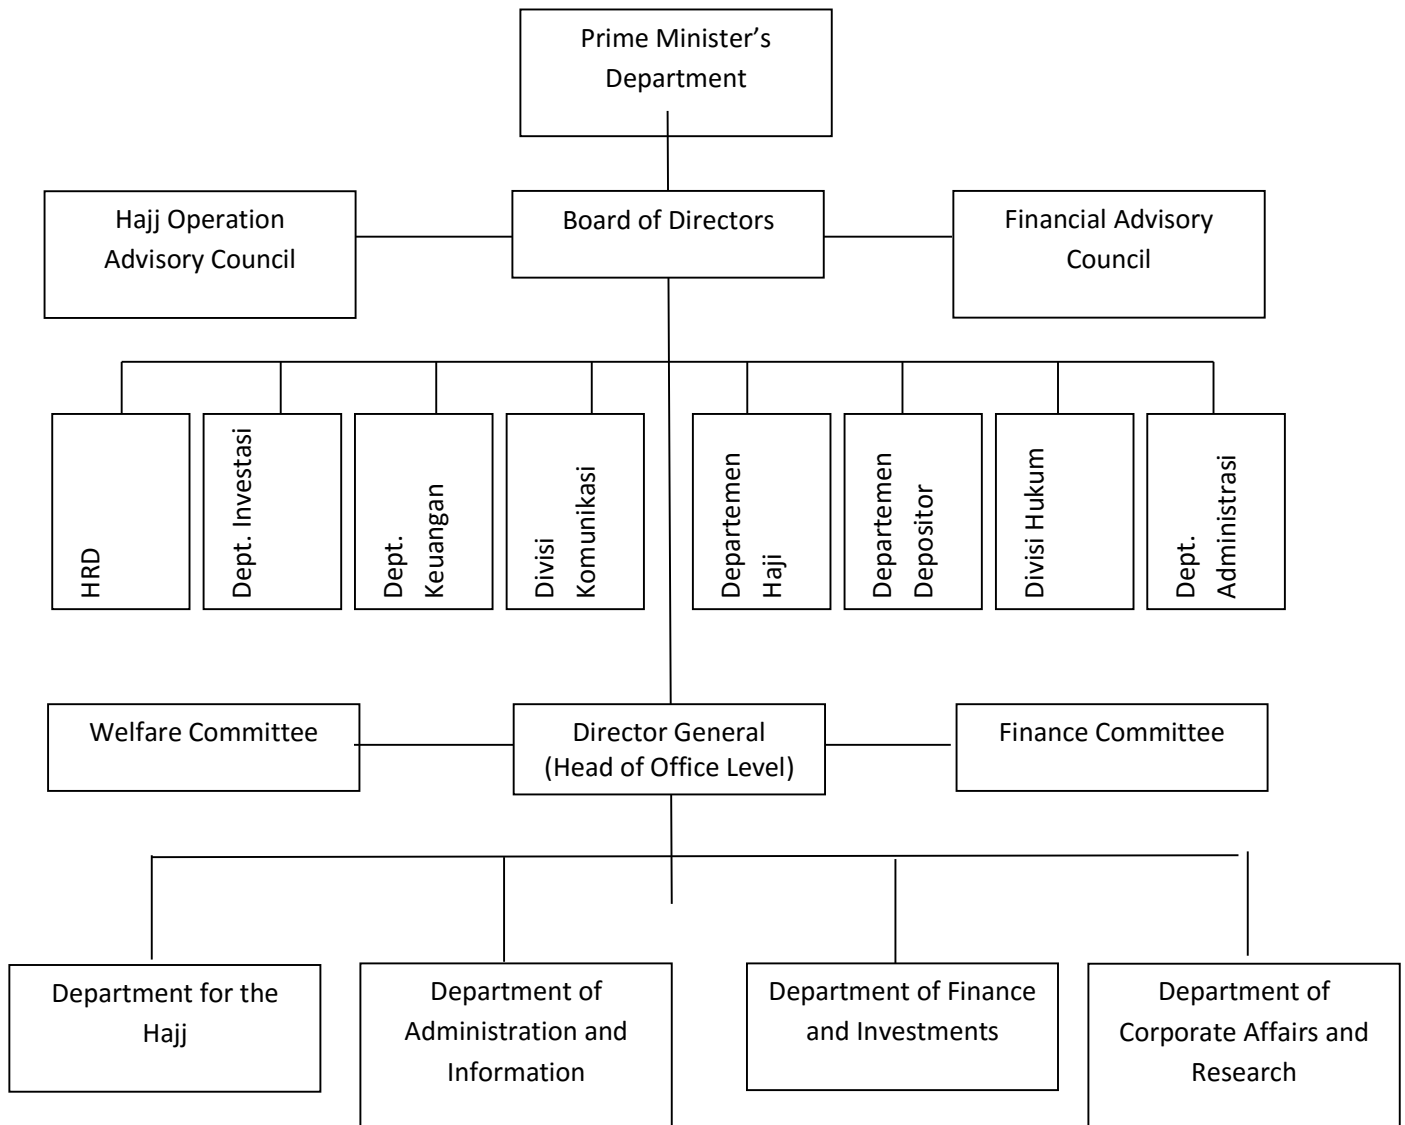 Prime Minister’s
Department
Hajj Operation
Advisory Council
Board of Directors
Financial Advisory
Council
HRD
Dept. Investasi
Dept.
Keuangan
Divisi
Komunikasi
Departemen
Haji
Departemen
Depositor
Divisi Hukum
Dept.
Administrasi
Welfare Committee
Director General
(Head of Office Level)
Finance Committee
Department for the
Hajj
Department of
Administration and
Information
Department of Finance
and Investments
Department of
Corporate Affairs and
Research